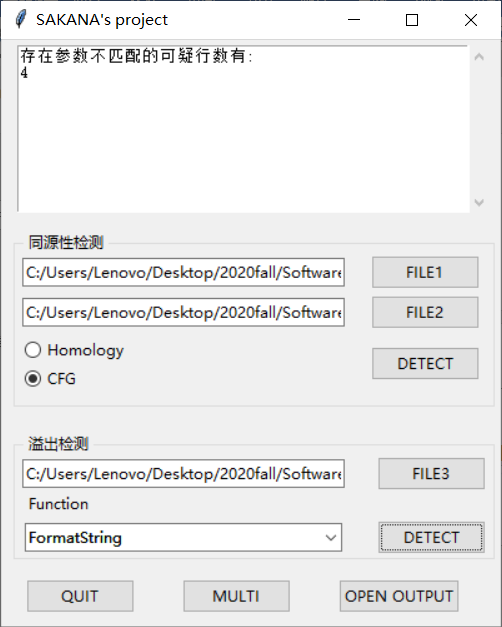 SAKANA's project
存在参数不匹配的可疑行数有:
4
同源性检测
C:/Users/Lenovo/Desktop/2020fall/Software
FILE1
C:/Users/Lenovo/Desktop/2020fall/Software
FILE2
Homology
CFG
DETECT
溢出检测
C:/Users/Lenovo/Desktop/2020fall/Software
FILE3
Function
FormatString
DETECT
QUIT
MULTI
OPEN OUTPUT